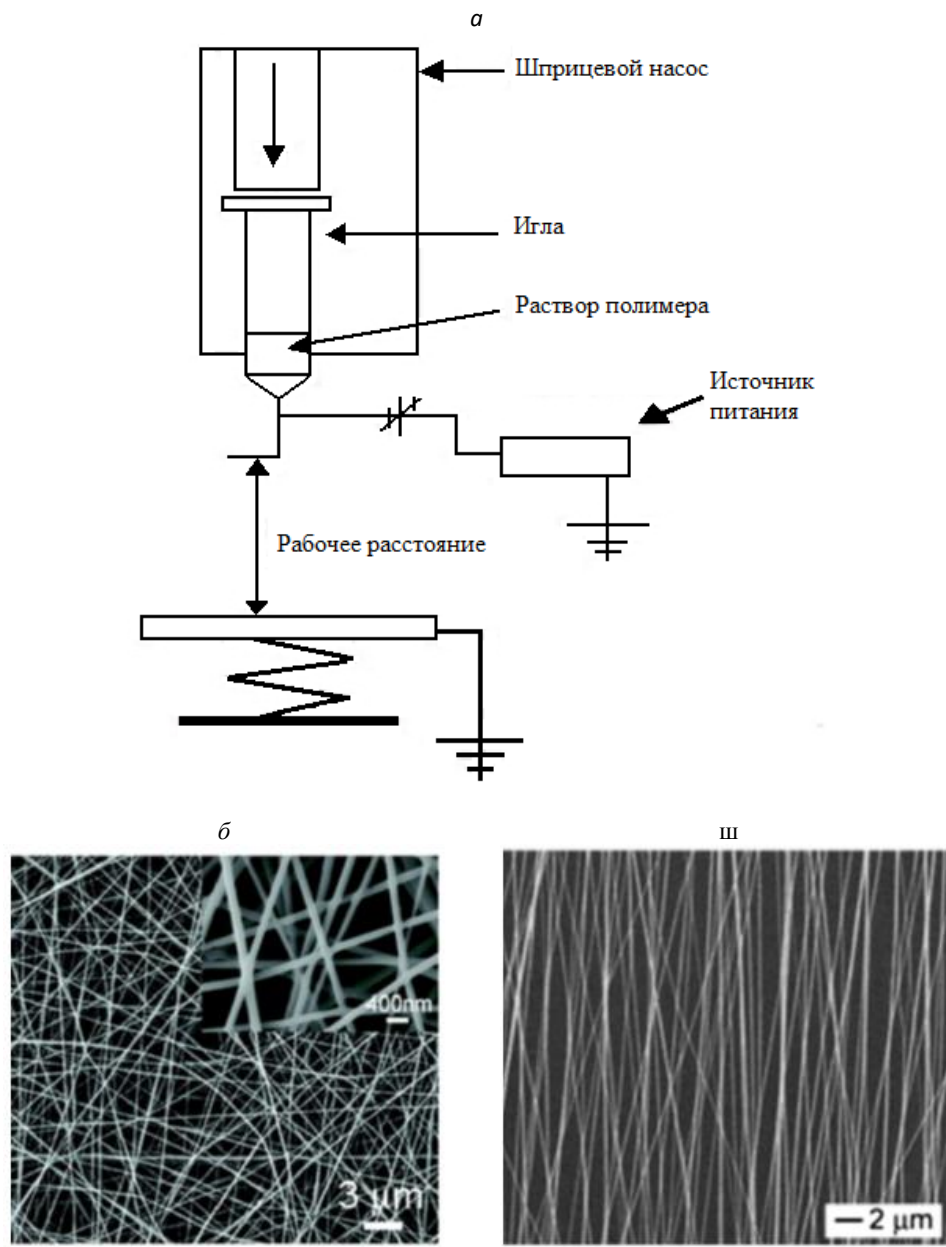 а
Шприцевой насос
Игла
Раствор полимера
Источник
питания
Рабочее расстояние
б
ш
400nm
3 μm
2 μm